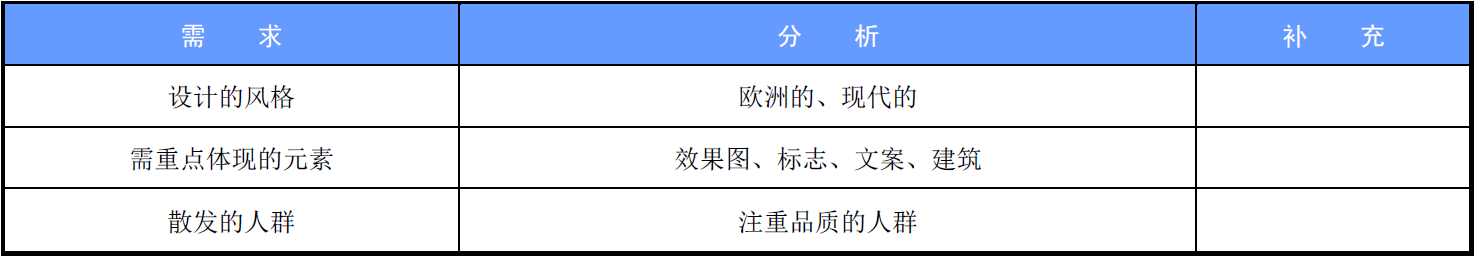 需 求 分 析 补 充
设计的风格 欧洲的、现代的
需重点体现的元素 效果图、标志、文案、建筑
散发的人群 注重品质的人群